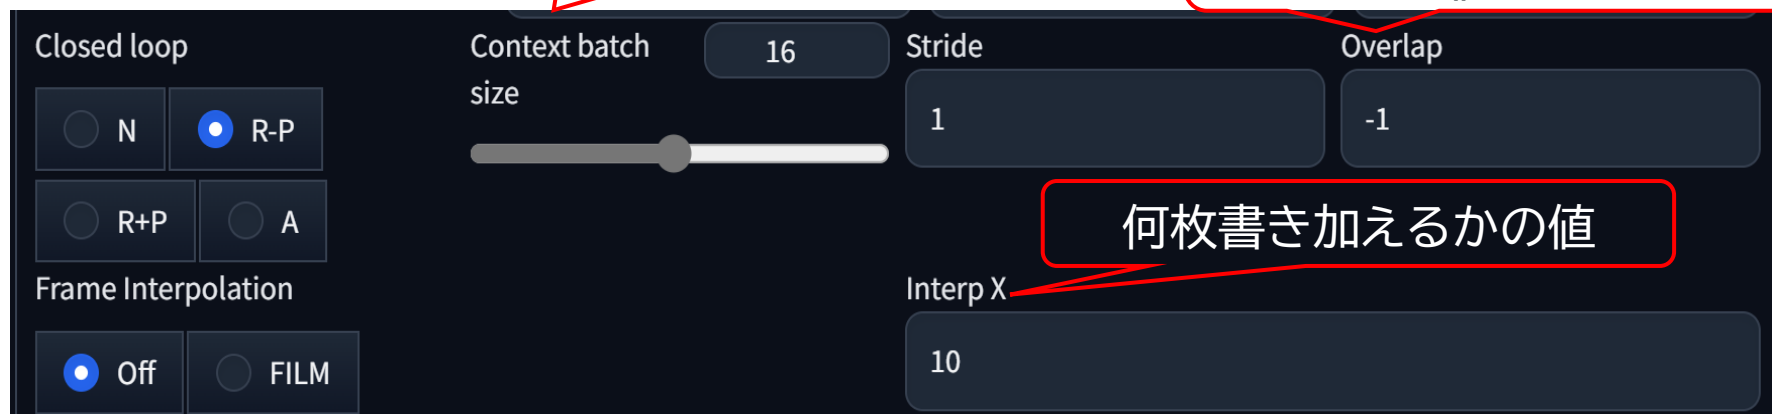 Closed loop
Context batch size
16
Stride
Overlap
N
R-P
1
-1
R+P
A
何枚書き加えるかの値
Frame Interpolation
Interp X
Off
FILM
10